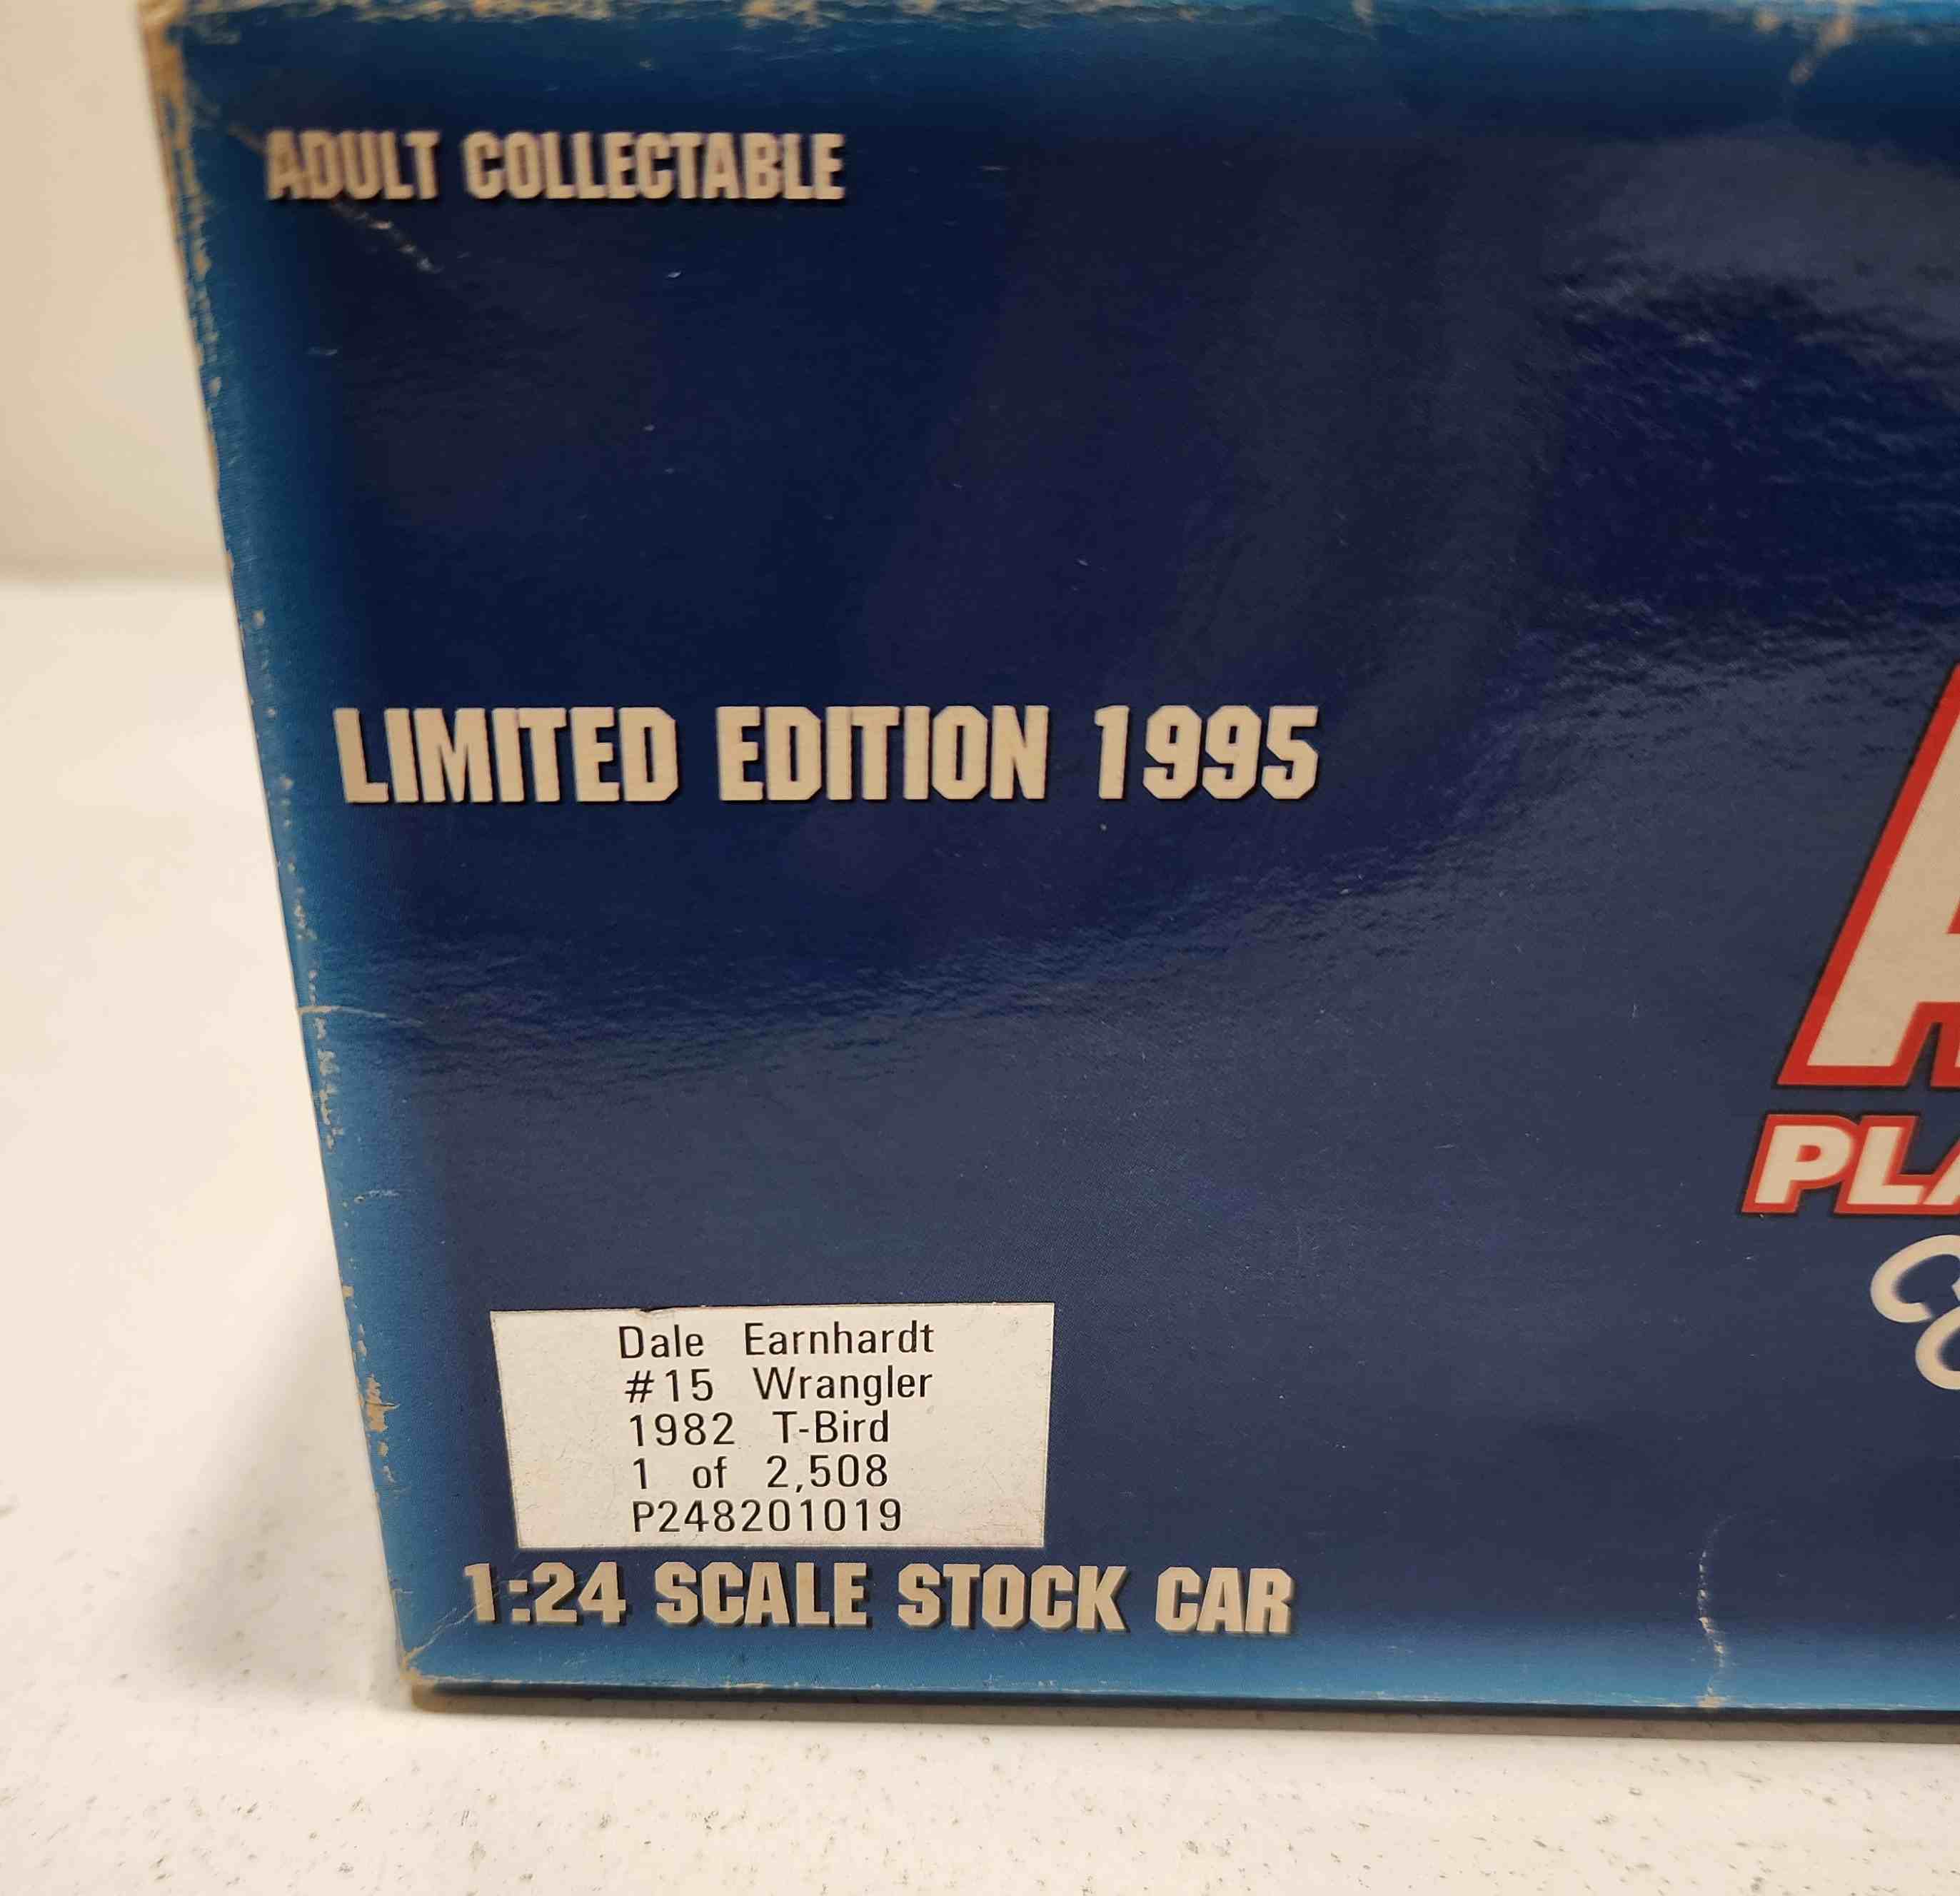 ADULT COLLECTABLE
LIMITED EDITION 1995
Dale Earnhardt
#15 Wrangler
1982 T-Bird
1 of 2,508
P248201019
1:24 SCALE STOCK CAR